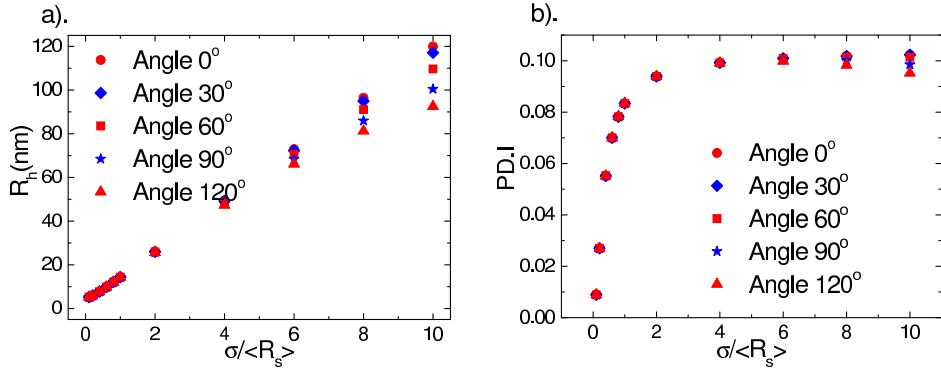 a).
R_h(nm)
120
100
80
60
40
20
0
Angle 0°
Angle 30°
Angle 60°
Angle 90°
Angle 120°
0 2 4 6 8 10
σ/<R_s>
b).
PD.I
0.10
0.08
0.06
0.04
0.02
0.00
Angle 0°
Angle 30°
Angle 60°
Angle 90°
Angle 120°
0 2 4 6 8 10
σ/<R_s>